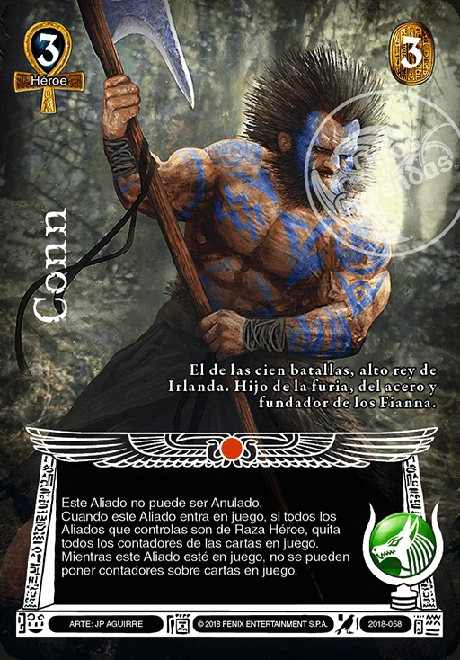 3
Héroe
3
Conn
El de las cien batallas, alto rey de
Irlanda. Hijo de la furia, del acero y
fundador de los Fianna.
Este Aliado no puede ser Anulado.
Cuando este Aliado entra en juego, si todos los
Aliados que controlas son de Raza Héroe, quita
todos los contadores de las cartas en juego.
Mientras este Aliado esté en juego, no se pueden
poner contadores sobre cartas en juego.
ARTE: JP AGUIRRE
© 2018 FENIX ENTERTAINMENT S.P.A.
2018-058